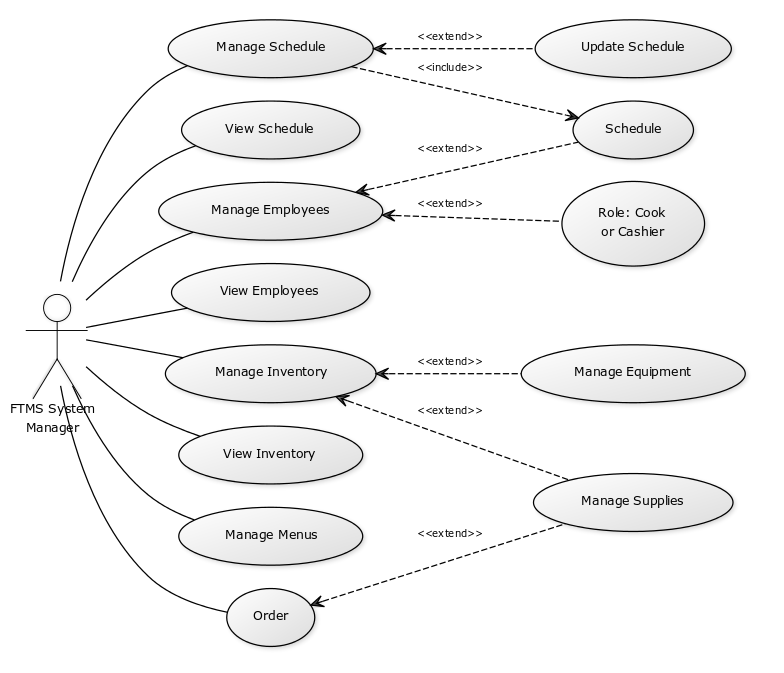 Manage Schedule
<<extend>>
Update Schedule
<<include>>
View Schedule
Schedule
<<extend>>
Manage Employees
<<extend>>
Role: Cook
or Cashier
View Employees
Manage Inventory
<<extend>>
Manage Equipment
FTMS System
Manager
<<extend>>
View Inventory
Manage Supplies
Manage Menus
<<extend>>
Order